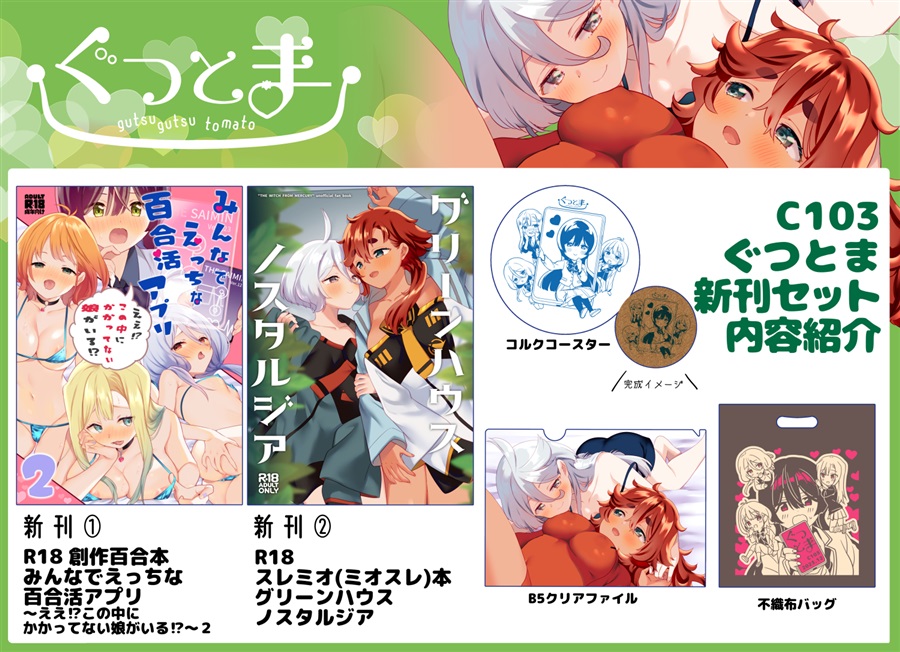 ぐつとま
gutsu gutsu tomato
C103
ぐつとま
新刊セット
内容紹介
ADULT
R18
成年向け
みんなで
えっちな
百合活アプリ
SAIMIN
ええ!?
この中に
かかってない
娘がいる!?
2
"THE WITCH FROM MERCURY" unofficial fan book
グリーンハウス
ノスタルジア
R18
ADULT
ONLY
ぐつとま
コルクコースター
完成イメージ
新刊①
R18 創作百合本
みんなでえっちな
百合活アプリ
～ええ!?この中に
かかってない娘がいる!?～2
新刊②
R18
スレミオ(ミオスレ)本
グリーンハウス
ノスタルジア
B5クリアファイル
不織布バッグ